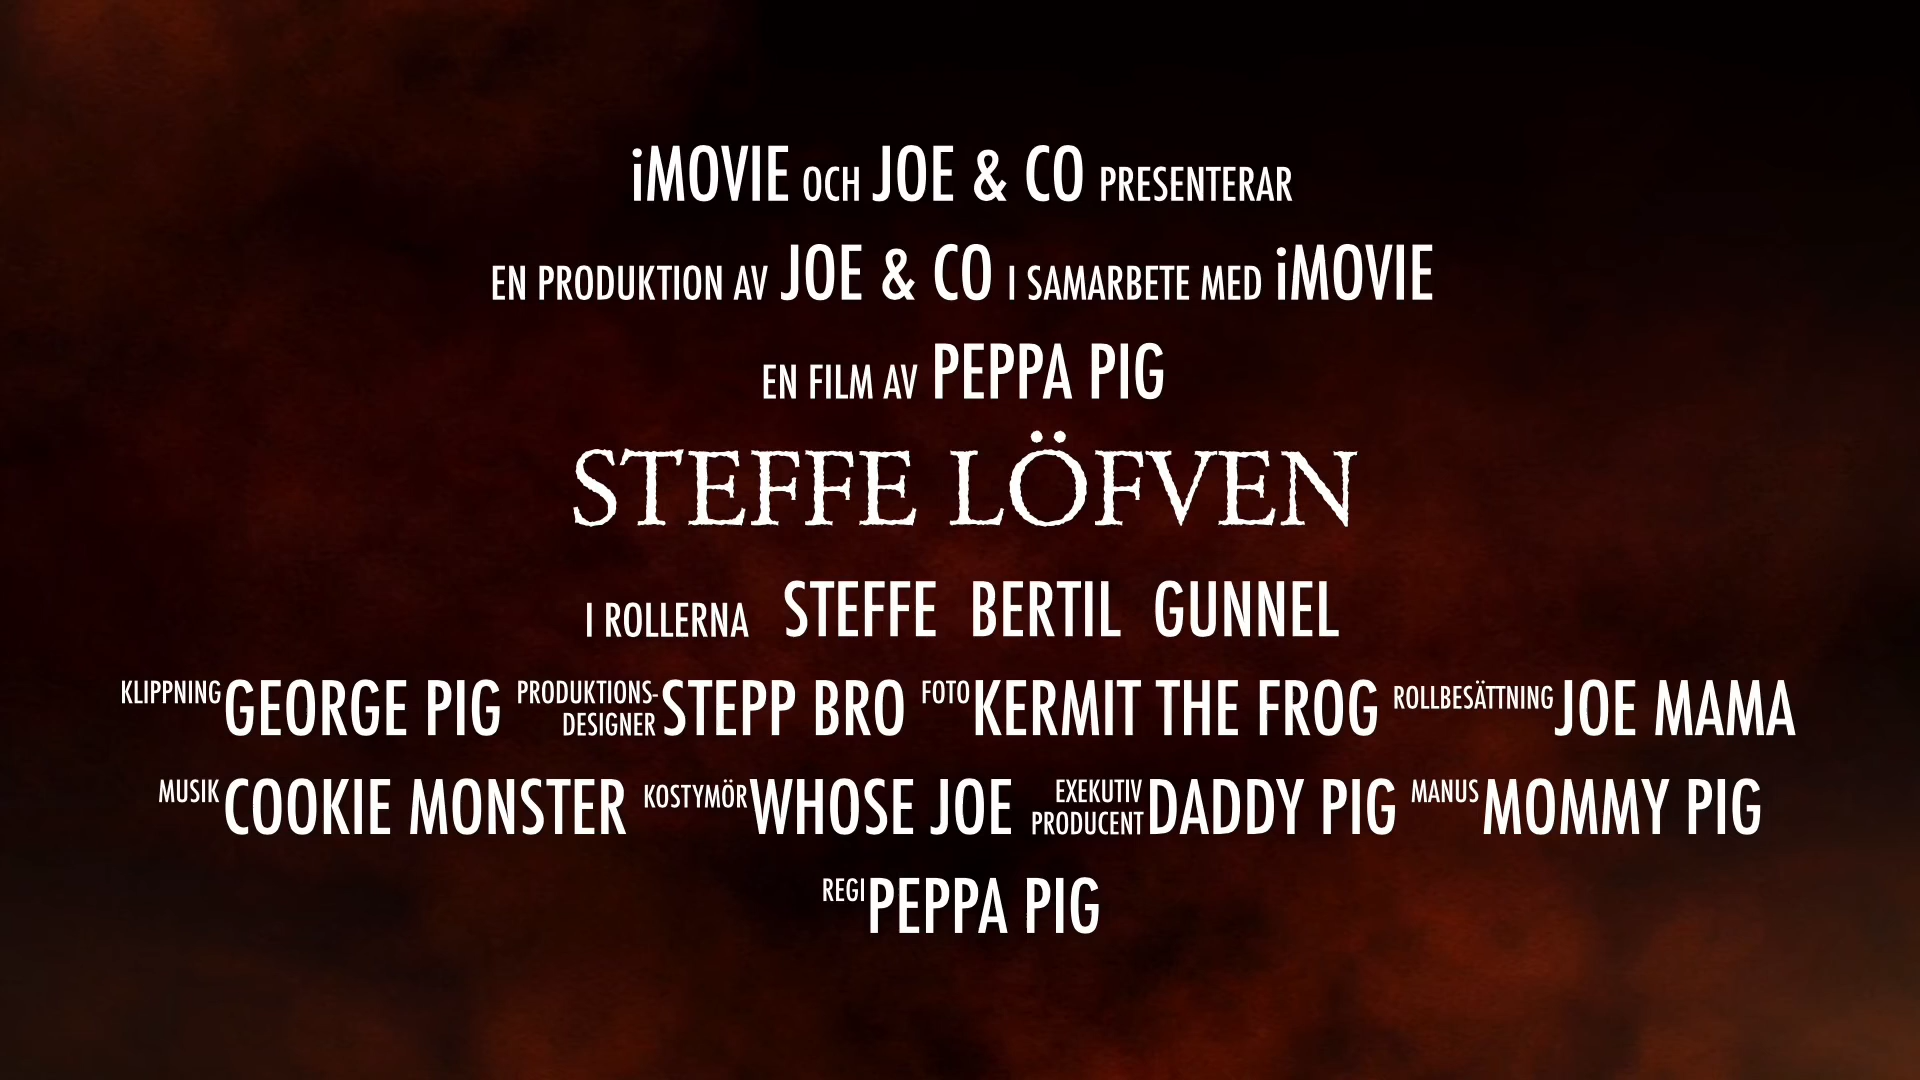 iMOVIE OCH JOE & CO PRESENTERAR
EN PRODUKTION AV JOE & CO I SAMARBETE MED iMOVIE
EN FILM AV PEPPA PIG
STEFFE LÖFVEN
I ROLLERNA STEFFE BERTIL GUNNEL
KLIPPNING GEORGE PIG PRODUKTIONS-DESIGNER STEPP BRO FOTO KERMIT THE FROG ROLLBESÄTTNING JOE MAMA
MUSIK COOKIE MONSTER KOSTYMÖR WHOSE JOE EXEKUTIV PRODUCENT DADDY PIG MANUS MOMMY PIG
REGI PEPPA PIG